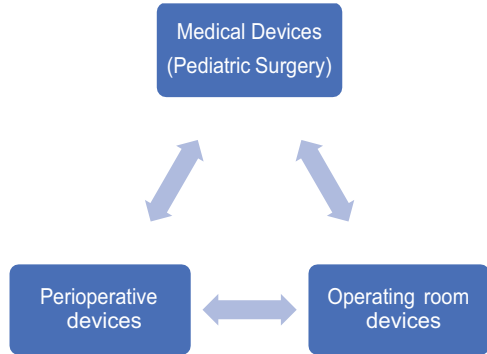 Medical Devices
(Pediatric Surgery)
Perioperative
devices
Operating room
devices